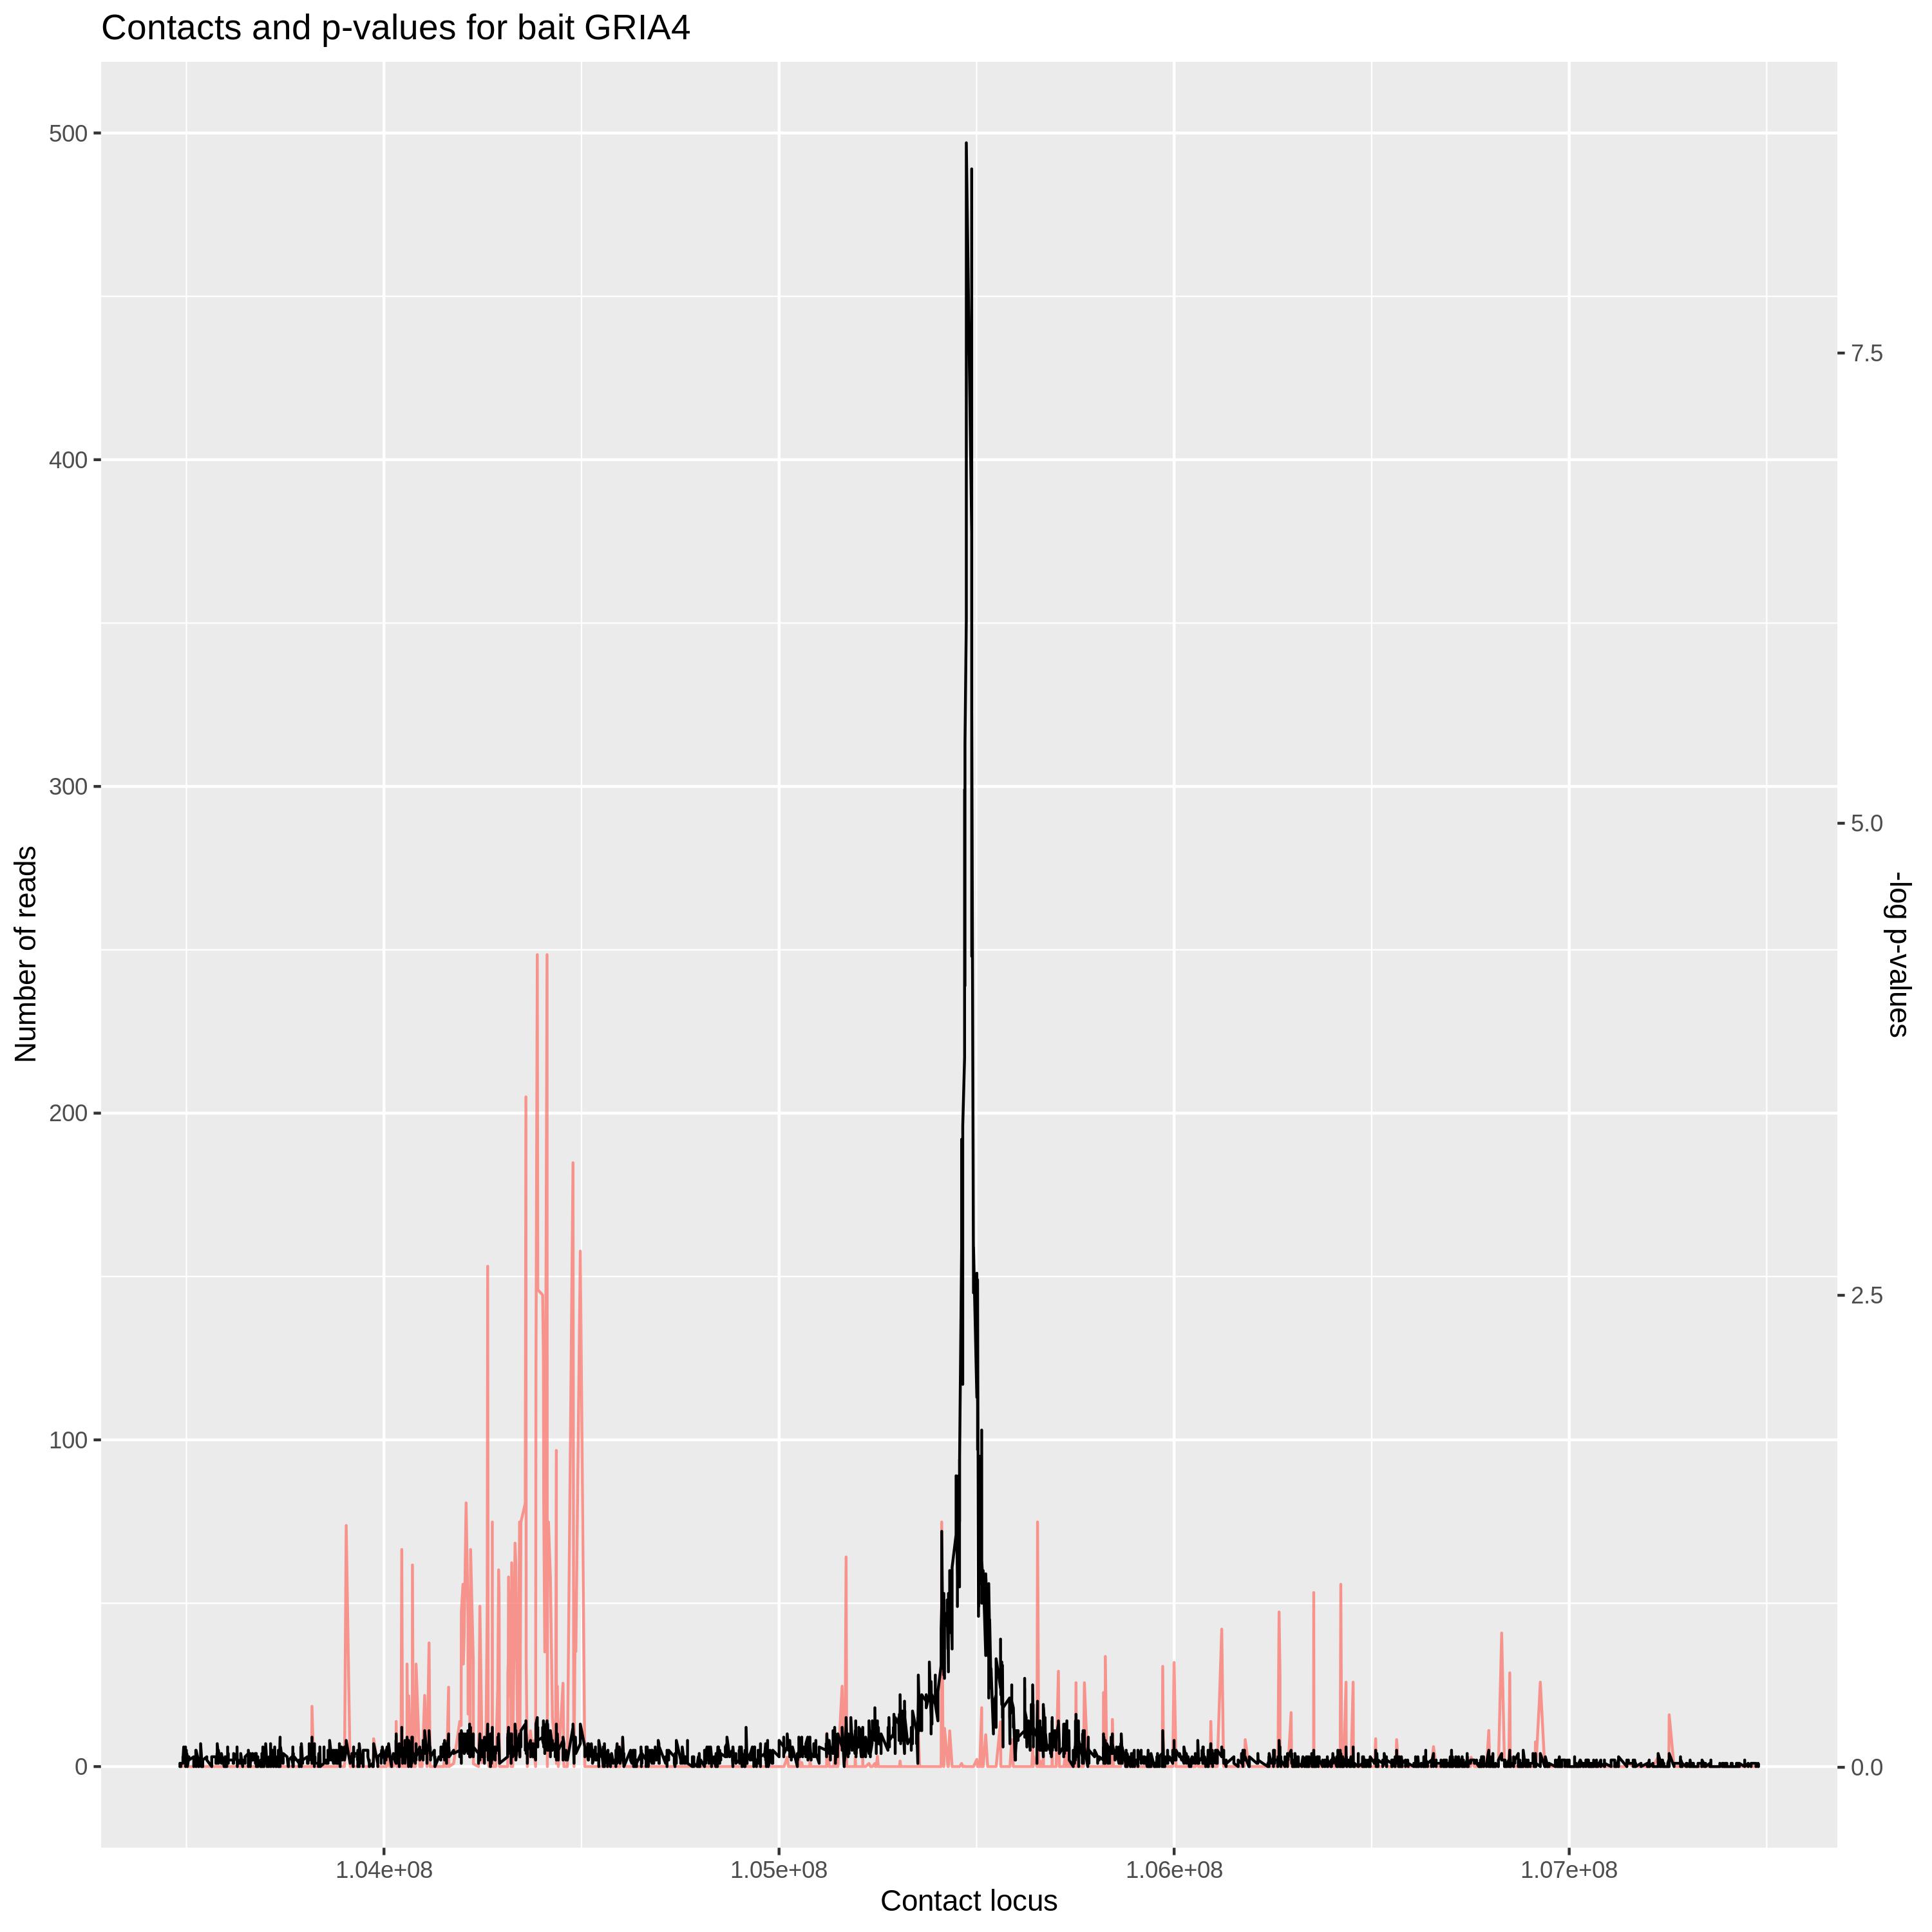 Contacts and p-values for bait GRIA4
500
400
300
200
100
0
Number of reads
7.5
5.0
2.5
0.0
-log p-values
1.04e+08
1.05e+08
1.06e+08
1.07e+08
Contact locus